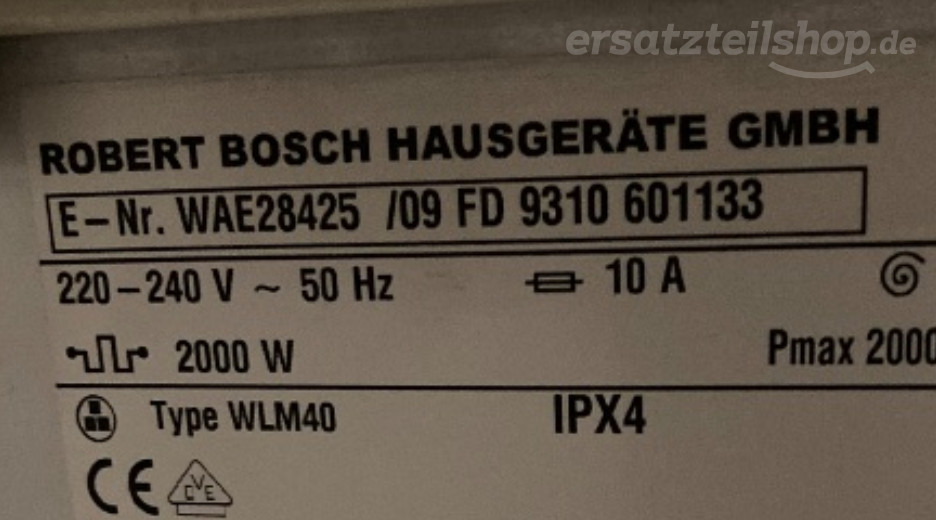 ersatzteilshop.de
ROBERT BOSCH HAUSGERÄTE GMBH
E-Nr. WAE28425 /09 FD 9310 601133
220-240 V ~ 50 Hz 10 A
2000 W Pmax 2000
Type WLM40 IPX4
CE OVE